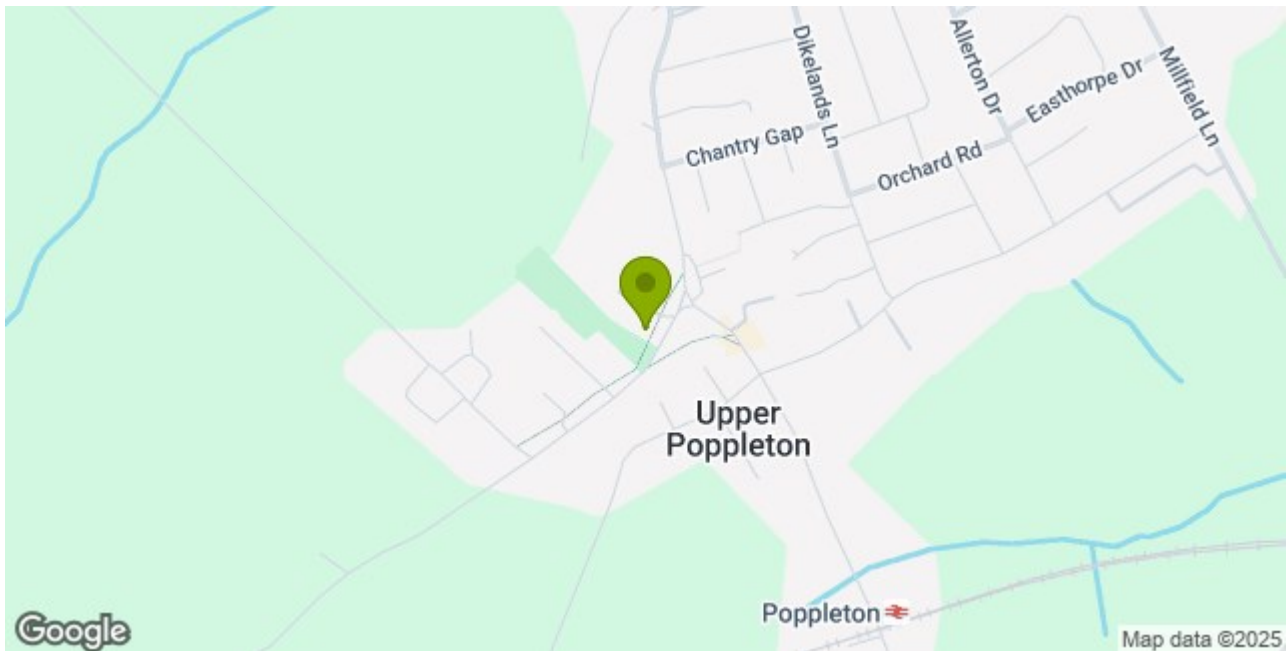 Dikelands Ln
Allerton Dr
Easthorpe Dr
Millfield Ln
Chantry Gap
Orchard Rd
Upper
Poppleton
Poppleton
Google
Map data ©2025